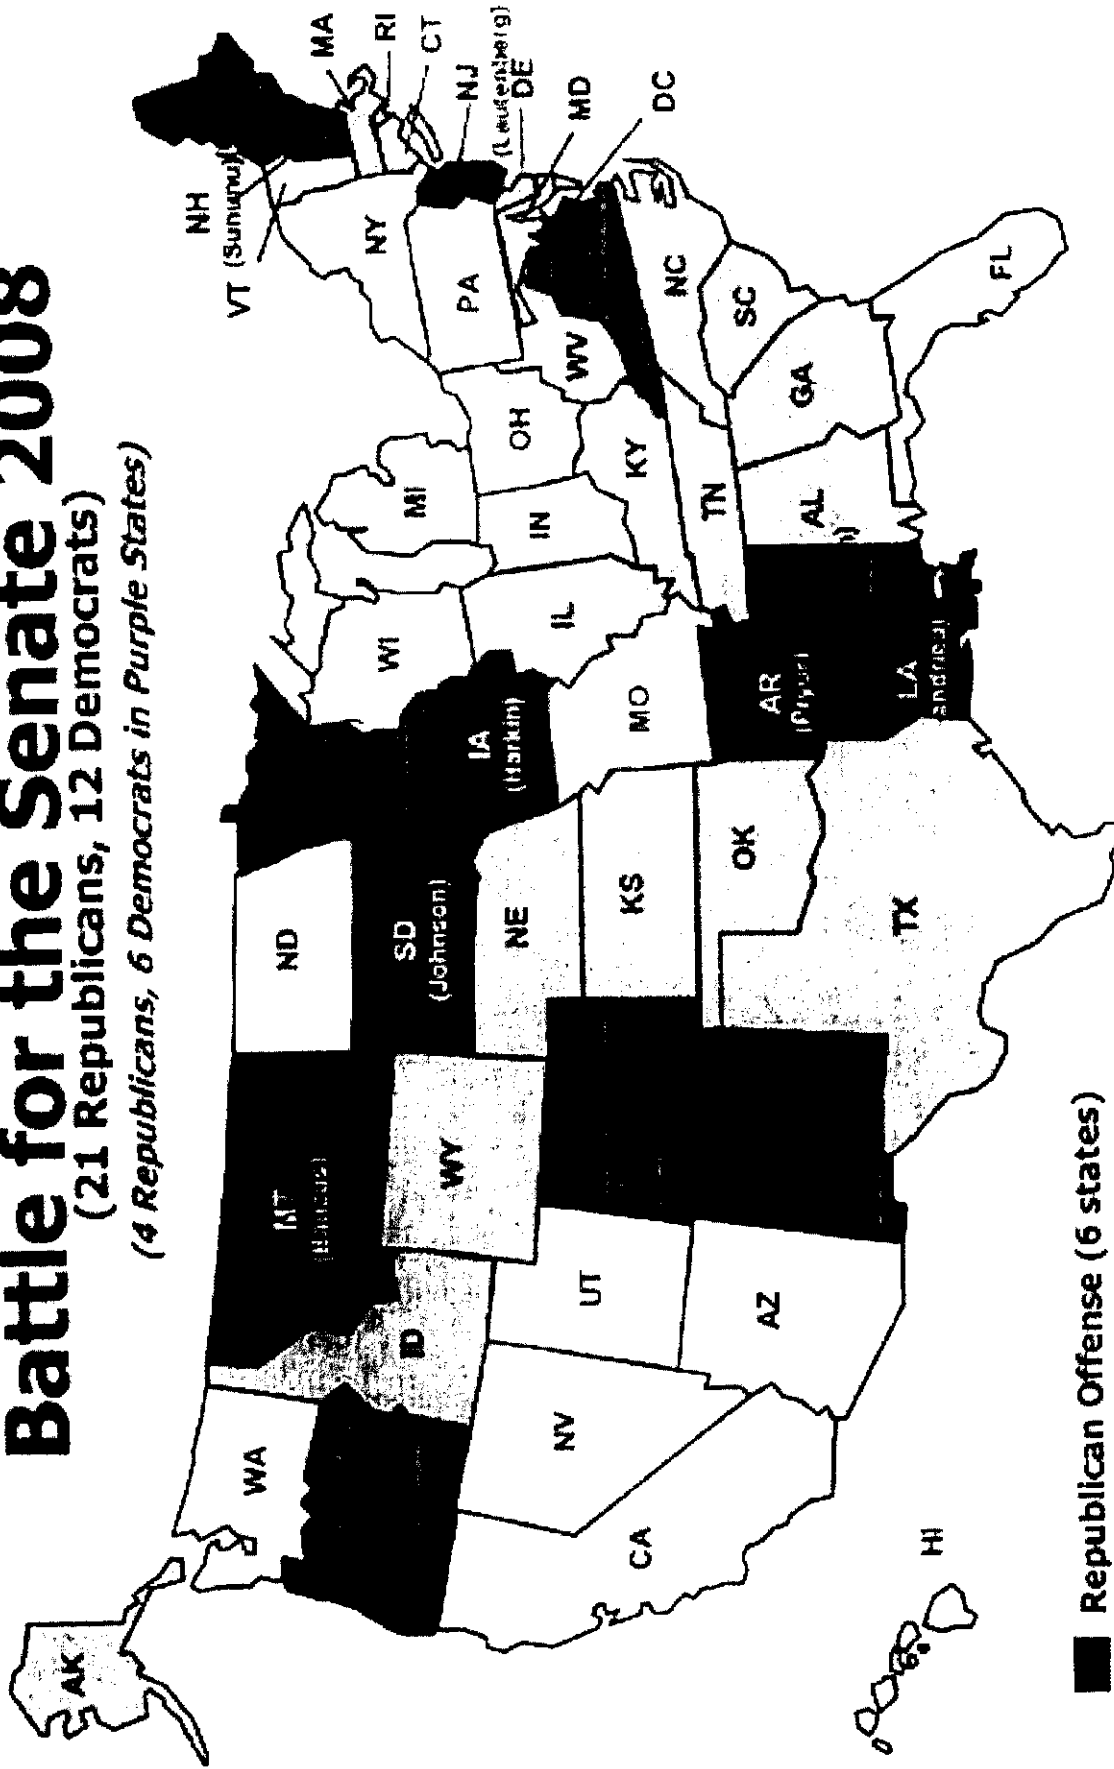 Battle for the Senate 2008
(21 Republicans, 12 Democrats)
(4 Republicans, 6 Democrats in Purple States)
AK
WA
MT
ND
ID
WY
SD
(Johnson)
NE
IA
(Harkin)
WI
MI
NV
UT
CA
AZ
KS
OK
TX
MO
IL
IN
OH
KY
TN
AR
(Pryor)
LA
AL
GA
FL
SC
NC
WV
PA
NY
VT
NH
(Sununu)
MA
RI
CT
NJ
(Lautenberg)
DE
MD
DC
HI
Republican Offense (6 states)